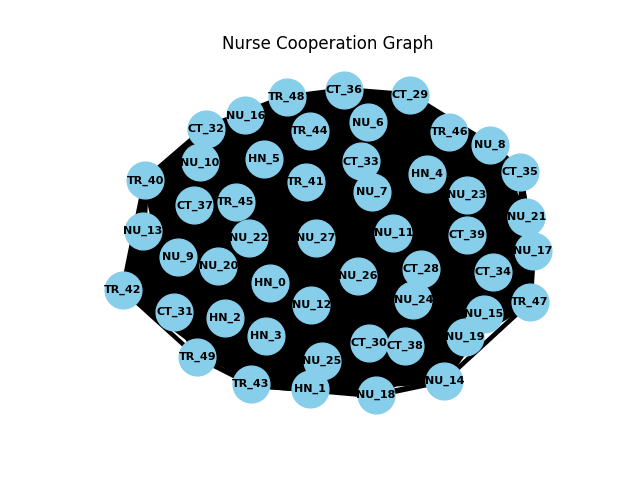 Nurse Cooperation Graph
CT_36
TR_48
CT_29
NU_16
NU_6
CT_32
TR_44
TR_46
NU_8
HN_5
CT_33
NU_10
CT_35
HN_4
TR_40
TR_41
NU_7
NU_23
TR_45
CT_37
NU_21
NU_13
NU_11
CT_39
NU_22
NU_27
NU_17
NU_9
NU_20
CT_28
CT_34
NU_26
HN_0
TR_42
NU_24
TR_47
NU_12
CT_31
NU_15
HN_2
HN_3
NU_19
CT_30
CT_38
TR_49
NU_25
NU_14
TR_43
HN_1
NU_18